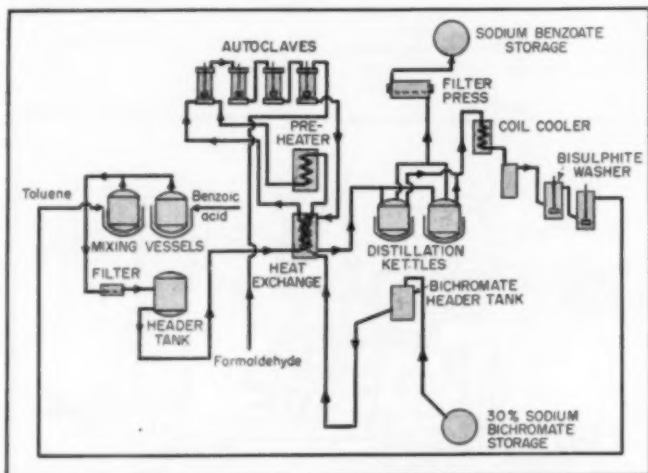 AUTOCLAVES
SODIUM BENZOATE
STORAGE
FILTER
PRESS
PRE-
HEATER
COIL COOLER
BISULPHITE
WASHER
Toluene
Benzoic
acid
MIXING VESSELS
DISTILLATION
KETTLES
HEAT
EXCHANGE
FILTER
BICHROMATE
HEADER TANK
HEADER
TANK
Formaldehyde
30% SODIUM
BICHROMATE
STORAGE